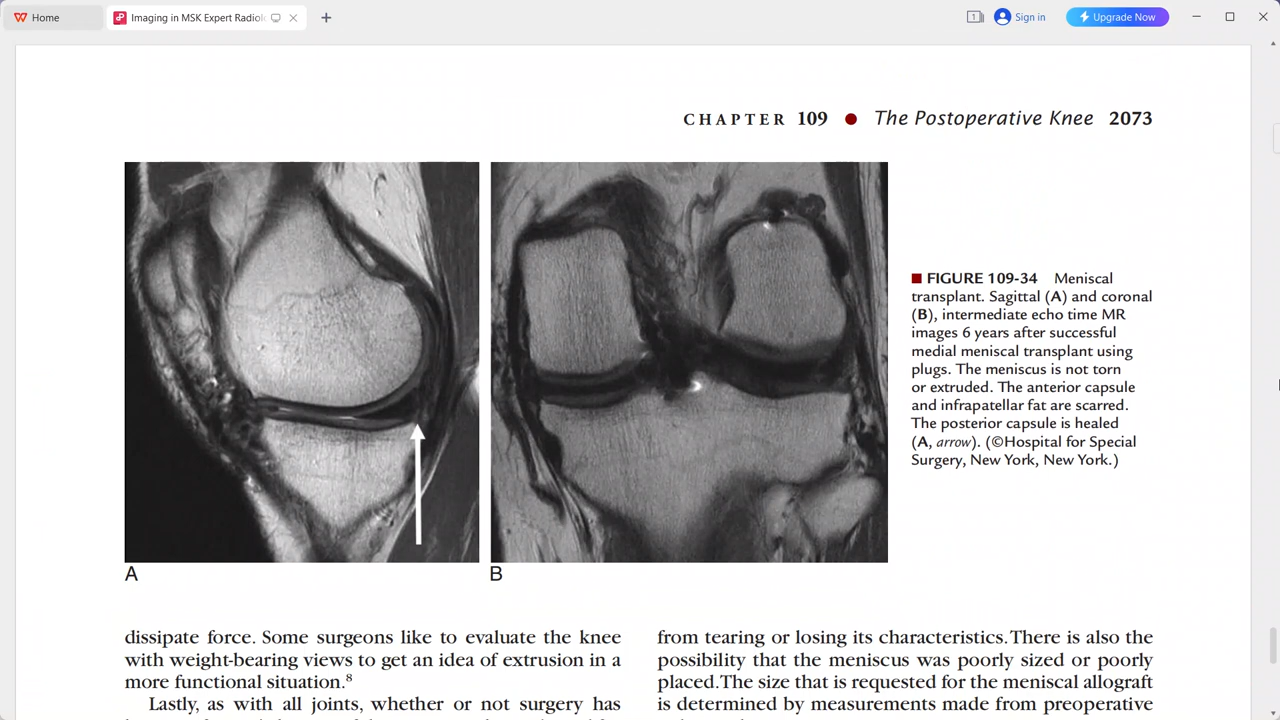 Home
Imaging in MSK Expert Radiol
Sign in
Upgrade Now
CHAPTER 109 ● The Postoperative Knee 2073
A
B
■ FIGURE 109-34 Meniscal
transplant. Sagittal (A) and coronal
(B), intermediate echo time MR
images 6 years after successful
medial meniscal transplant using
plugs. The meniscus is not torn
or extruded. The anterior capsule
and infrapatellar fat are scarred.
The posterior capsule is healed
(A, arrow). (©Hospital for Special
Surgery, New York, New York.)
dissipate force. Some surgeons like to evaluate the knee
with weight-bearing views to get an idea of extrusion in a
more functional situation.⁸
Lastly, as with all joints, whether or not surgery has
from tearing or losing its characteristics. There is also the
possibility that the meniscus was poorly sized or poorly
placed. The size that is requested for the meniscal allograft
is determined by measurements made from preoperative